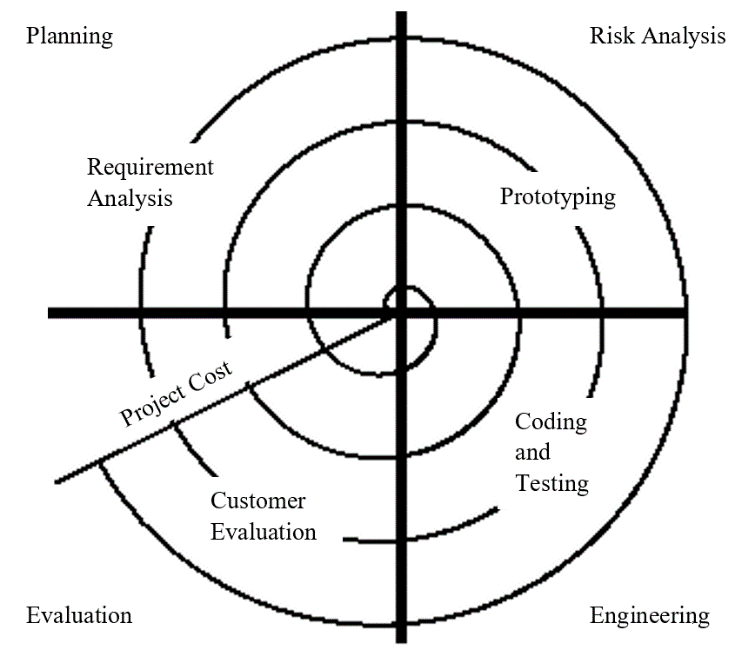 Planning
Risk Analysis
Requirement
Analysis
Prototyping
Project Cost
Coding
and
Testing
Customer
Evaluation
Evaluation
Engineering